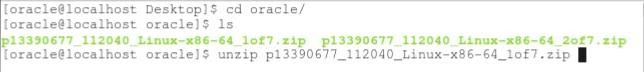 [oracle@localhost Desktop]$ cd oracle/
[oracle@localhost oracle]$ ls
p13390677_112040_Linux-x86-64_1of7.zip  p13390677_112040_Linux-x86-64_2of7.zip
[oracle@localhost oracle]$ unzip p13390677_112040_Linux-x86-64_1of7.zip